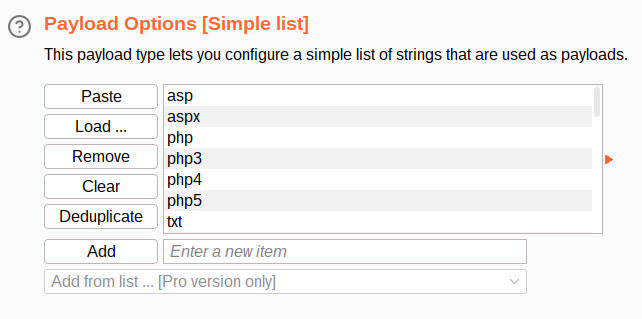 Payload Options [Simple list]
This payload type lets you configure a simple list of strings that are used as payloads.
Paste
Load ...
Remove
Clear
Deduplicate
asp
aspx
php
php3
php4
php5
txt
Add
Enter a new item
Add from list ... [Pro version only]